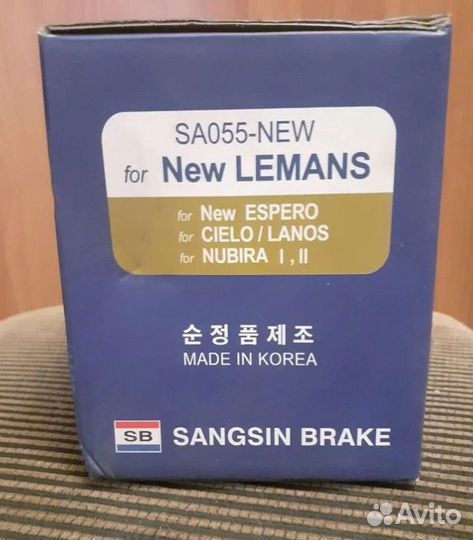 SA055-NEW
for New LEMANS
for New ESPERO
for CIELO / LANOS
for NUBIRA I , II
순정품제조
MADE IN KOREA
SB SANGSIN BRAKE
Avito